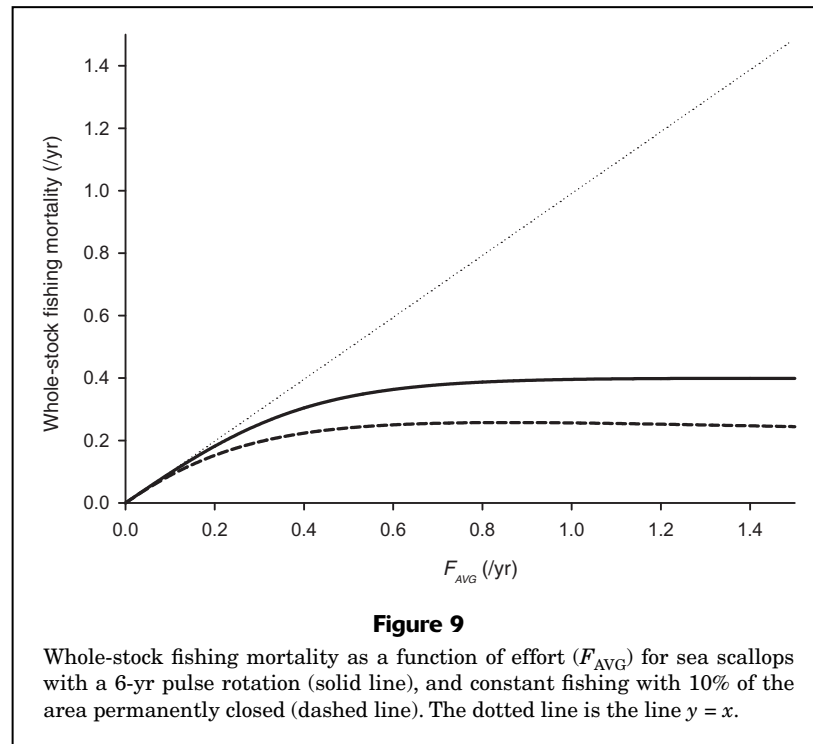 1.4
1.2
1.0
0.8
0.6
0.4
0.2
0.0
Whole-stock fishing mortality (/yr)
0.0 0.2 0.4 0.6 0.8 1.0 1.2 1.4
F_AVG (/yr)
Figure 9
Whole-stock fishing mortality as a function of effort (F_AVG) for sea scallops
with a 6-yr pulse rotation (solid line), and constant fishing with 10% of the
area permanently closed (dashed line). The dotted line is the line y = x.